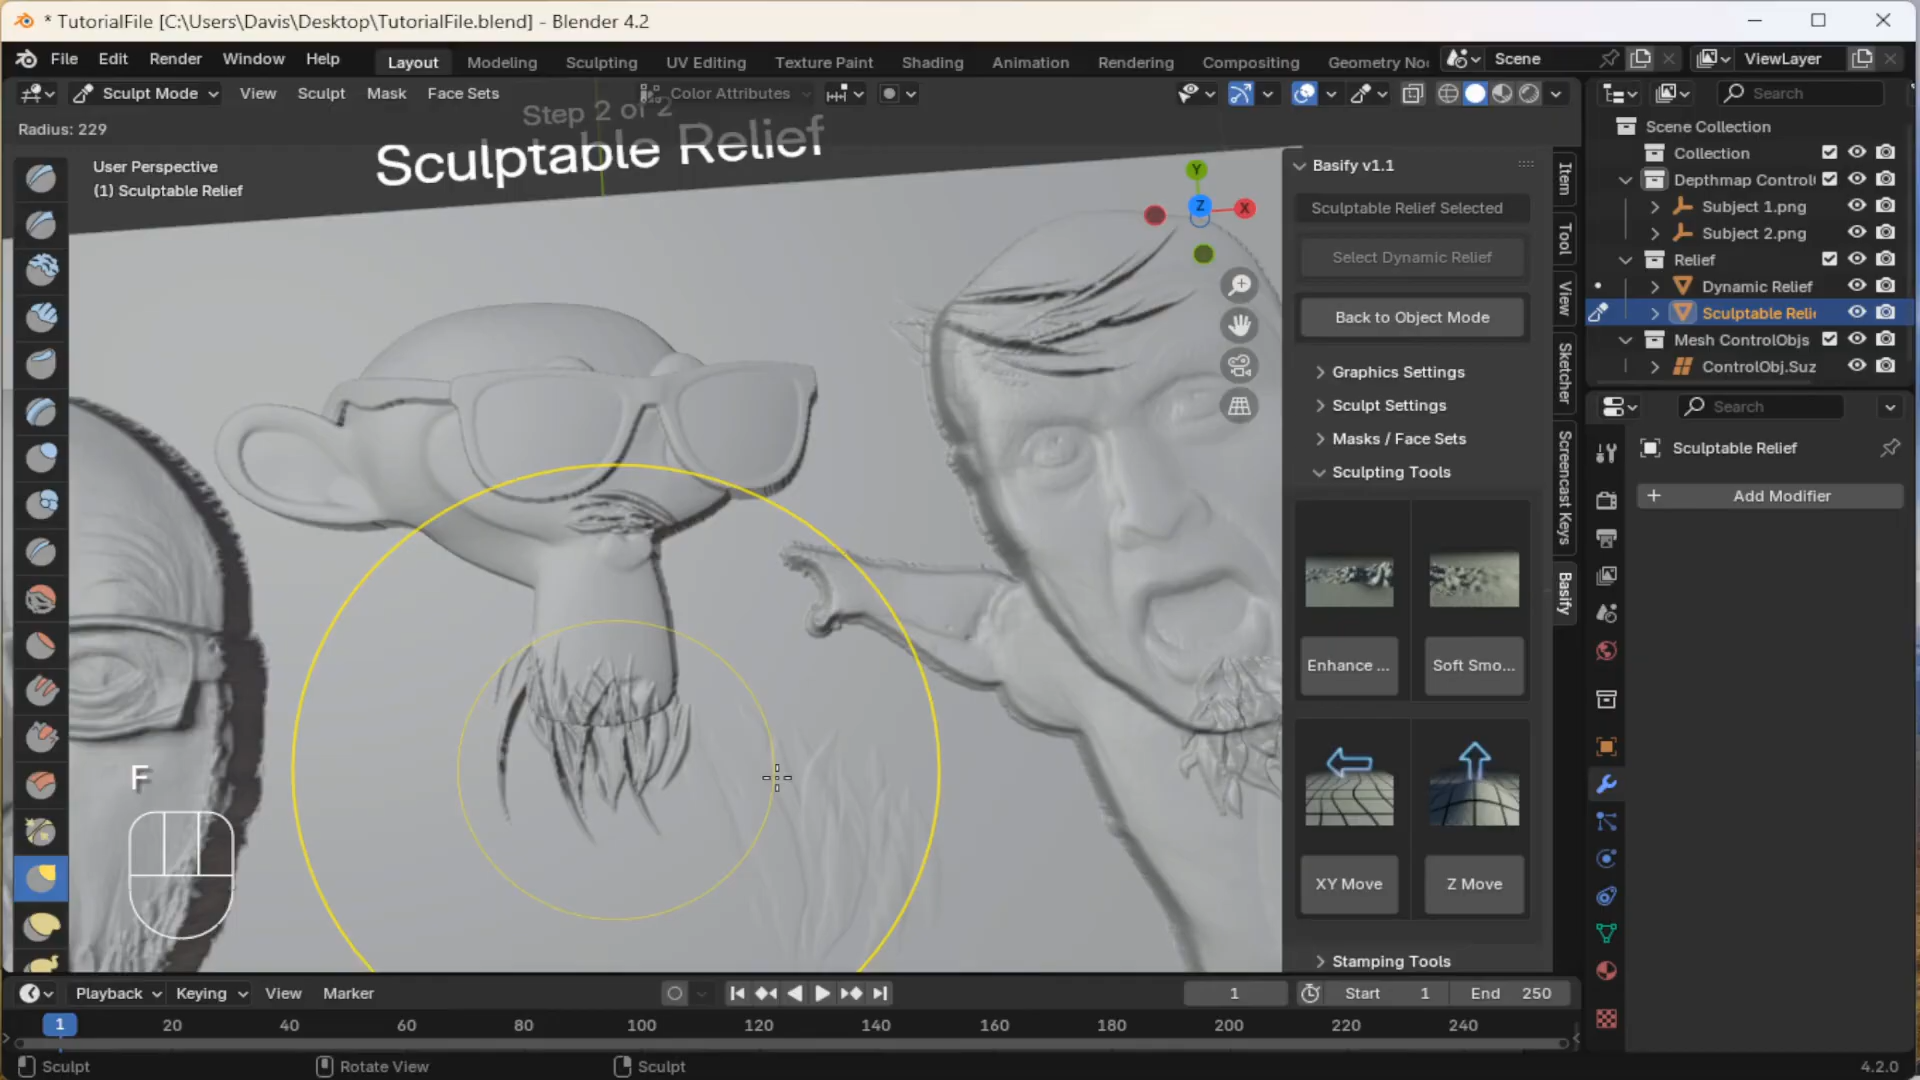 * TutorialFile [C:\Users\Davis\Desktop\TutorialFile.blend] - Blender 4.2
File Edit Render Window Help Layout Modeling Sculpting UV Editing Texture Paint Shading Animation Rendering Compositing Geometry No Scene ViewLayer
Sculpt Mode View Sculpt Mask Face Sets Color Attributes Search
Radius: 229
Step 2 of 2
Sculptable Relief
User Perspective
(1) Sculptable Relief
Y
Z
X
Basify v1.1
Sculptable Relief Selected
Select Dynamic Relief
Back to Object Mode
Graphics Settings
Sculpt Settings
Masks / Face Sets
Sculpting Tools
Enhance ... Soft Smo...
XY Move Z Move
Stamping Tools
Item
Tool
View
Sketcher
Screencast Keys
Basify
Scene Collection
Collection
Depthmap Control
Subject 1.png
Subject 2.png
Relief
Dynamic Relief
Sculptable Reli
Mesh ControlObjs
ControlObj.Suz
Search
Sculptable Relief
+ Add Modifier
F
Playback Keying View Marker 1 Start 1 End 250
1 20 40 60 80 100 120 140 160 180 200 220 240
Sculpt Rotate View Sculpt 4.2.0